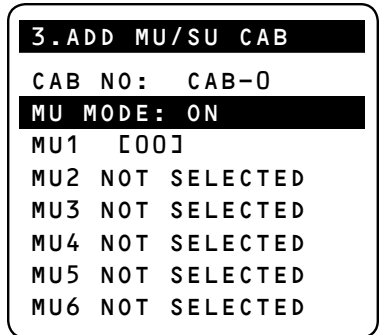 3.ADD MU/SU CAB
CAB NO: CAB-0
MU MODE: ON
MU1 [00]
MU2 NOT SELECTED
MU3 NOT SELECTED
MU4 NOT SELECTED
MU5 NOT SELECTED
MU6 NOT SELECTED